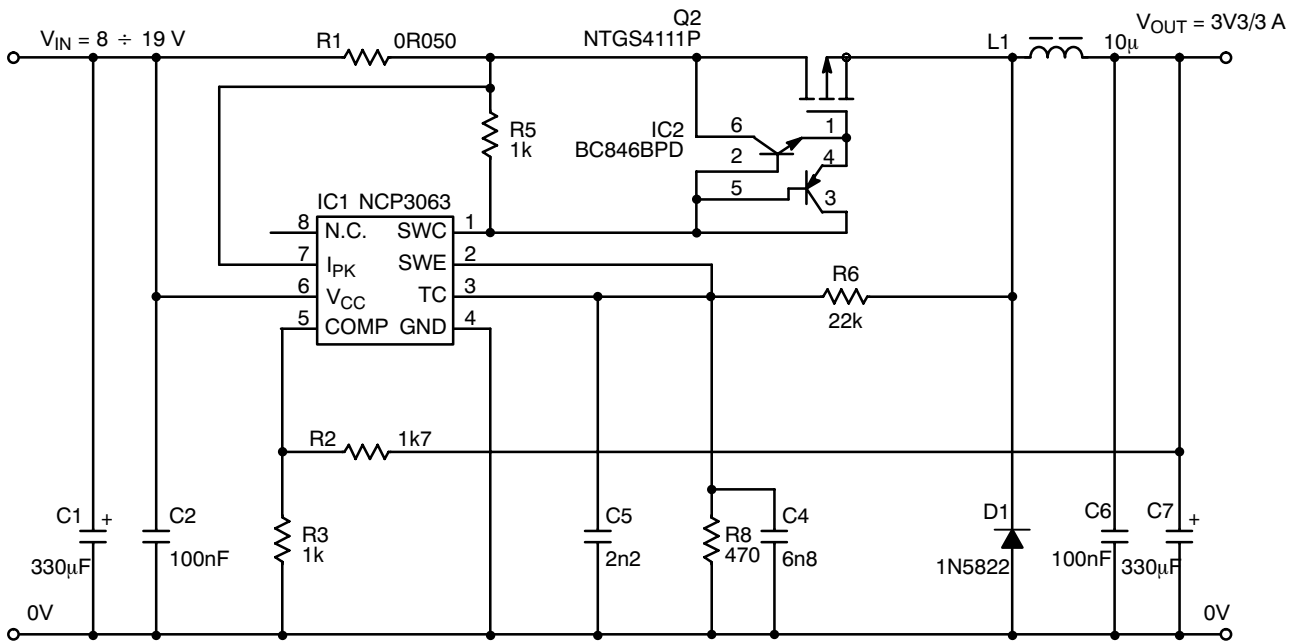 Q2
NTGS4111P
V_IN = 8 ÷ 19 V
R1 0R050
L1 10µ
V_OUT = 3V3/3 A
R5
1k
IC2
BC846BPD
6
1
2
4
5
3
IC1 NCP3063
8 N.C. SWC 1
7 I_PK SWE 2
6 V_CC TC 3
5 COMP GND 4
R6
22k
R2 1k7
C1 +
330µF
C2
100nF
R3
1k
C5
2n2
R8
470
C4
6n8
D1
1N5822
C6
100nF
C7 +
330µF
0V
0V